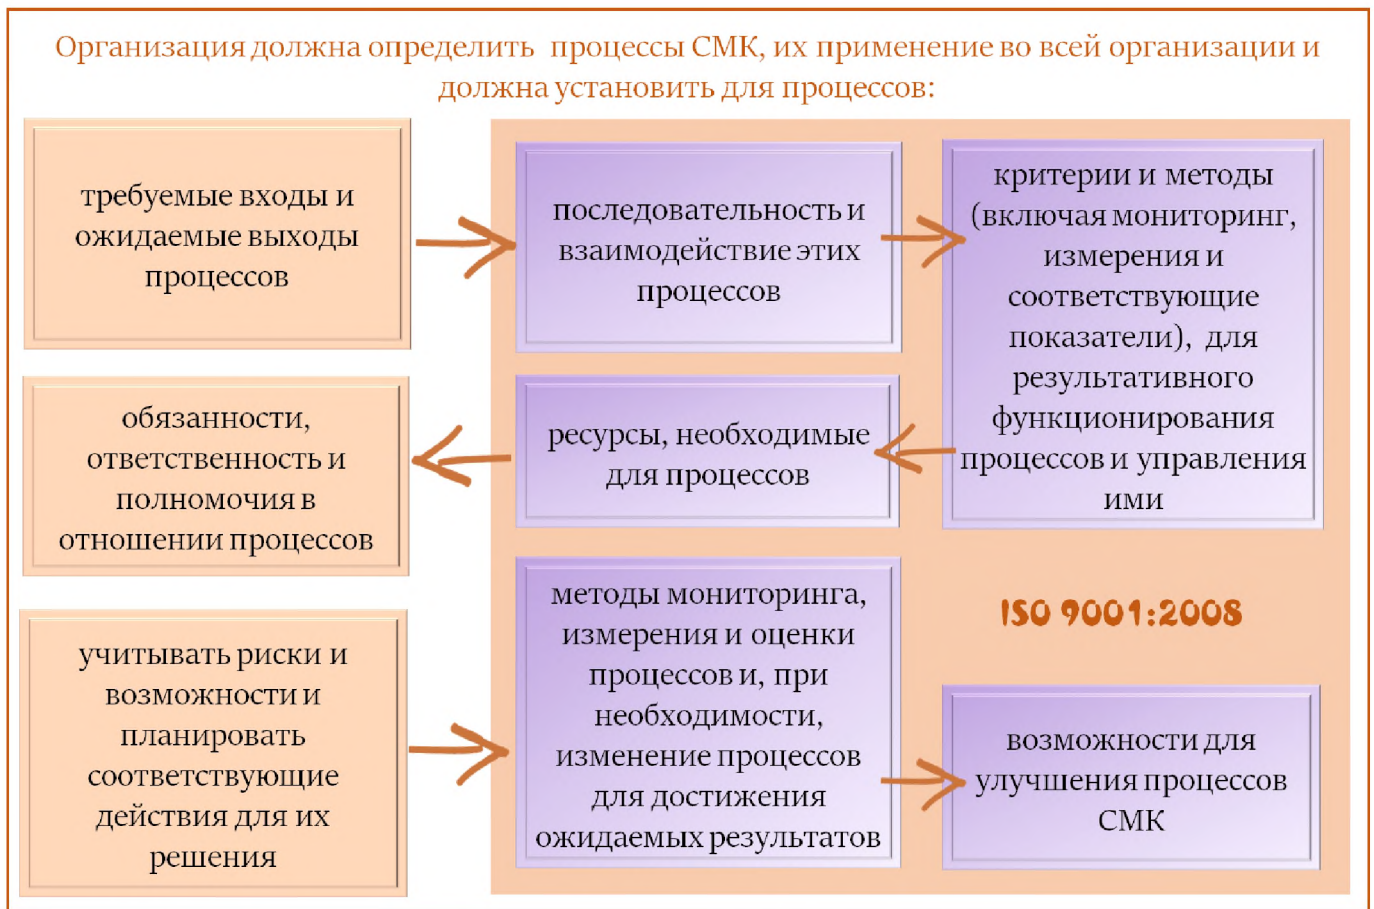 Организация должна определить процессы СМК, их применение во всей организации и
должна установить для процессов:
требуемые входы и
ожидаемые выходы
процессов
последовательность и
взаимодействие этих
процессов
критерии и методы
(включая мониторинг,
измерения и
соответствующие
показатели), для
результативного
функционирования
процессов и управления
ими
ресурсы, необходимые
для процессов
обязанности,
ответственность и
полномочия в
отношении процессов
учитывать риски и
возможности и
планировать
соответствующие
действия для их
решения
методы мониторинга,
измерения и оценки
процессов и, при
необходимости,
изменение процессов
для достижения
ожидаемых результатов
возможности для
улучшения процессов
СМК
ISO 9001:2008